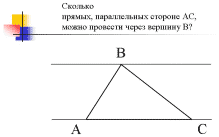 Сколько
прямых, параллельных стороне АС,
можно провести через вершину В?
В
А
С